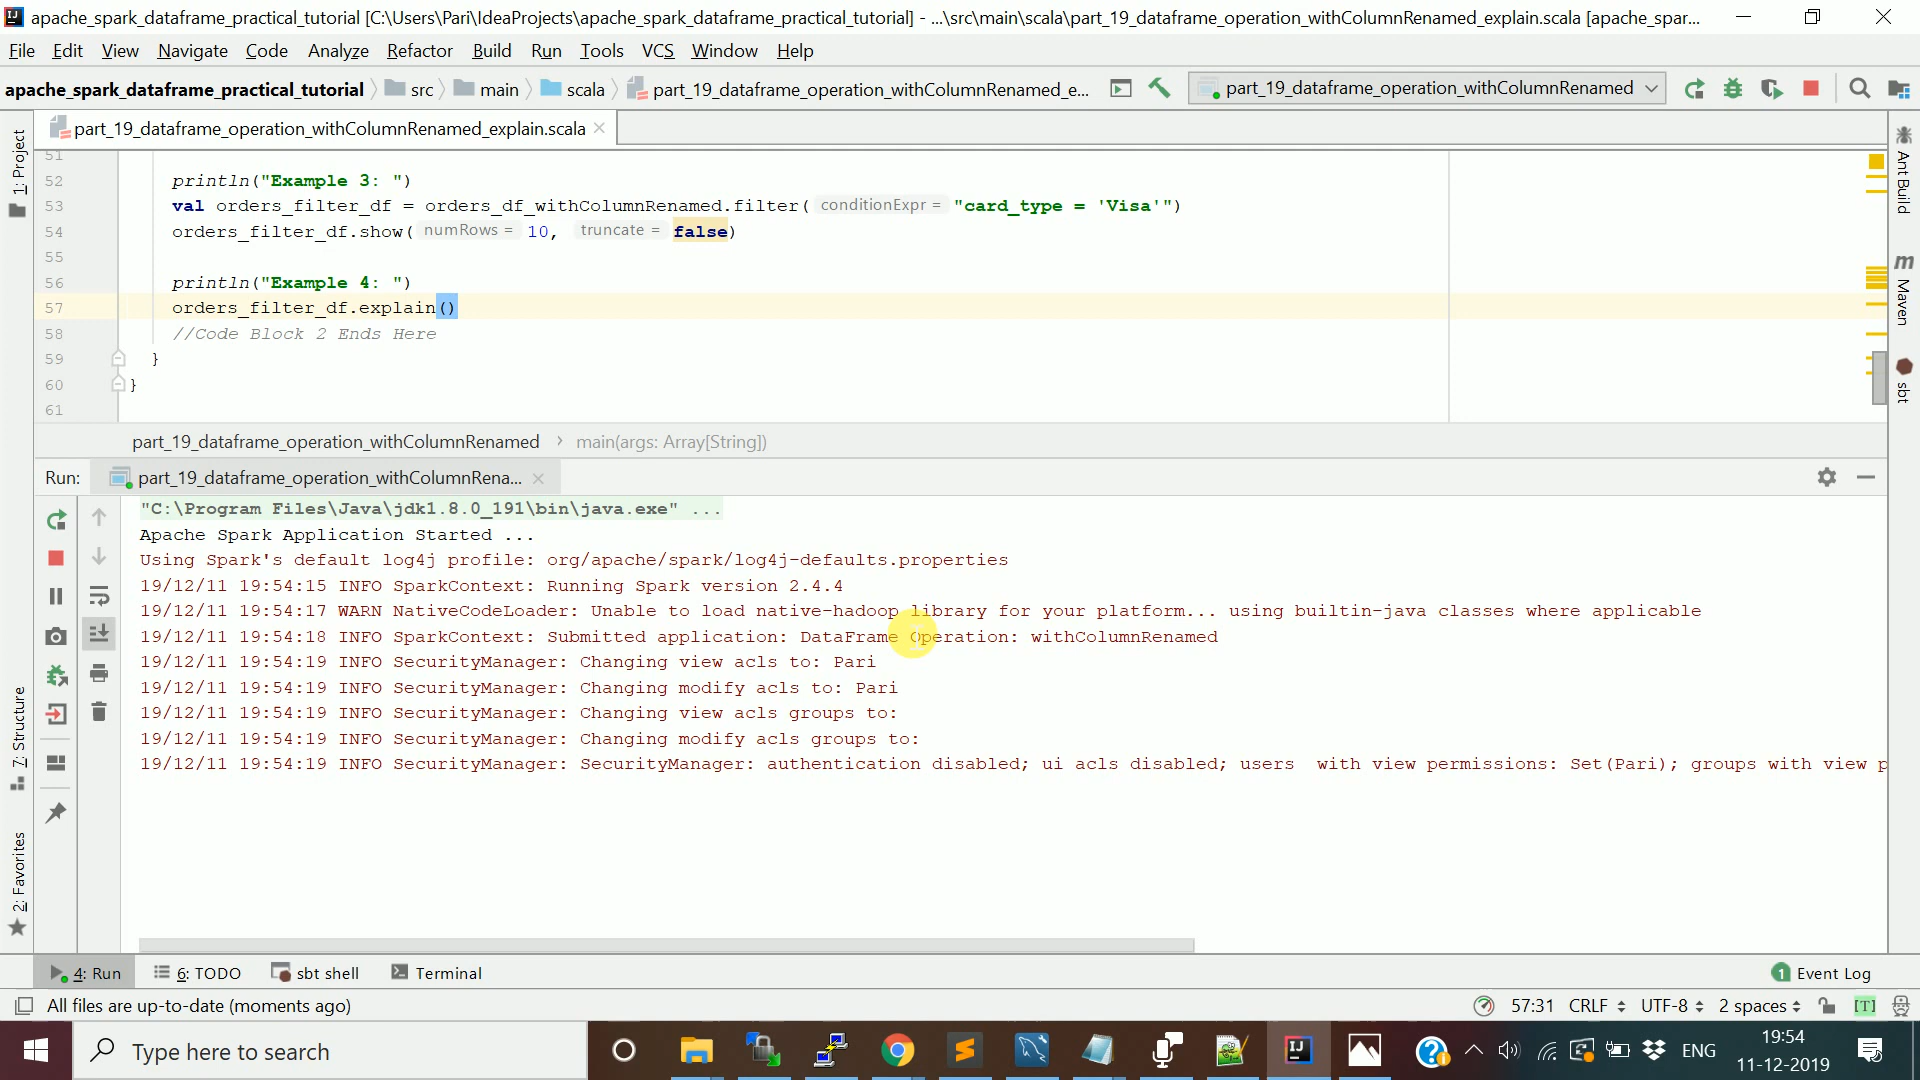 apache_spark_dataframe_practical_tutorial [C:\Users\Pari\IdeaProjects\apache_spark_dataframe_practical_tutorial] - ...\src\main\scala\part_19_dataframe_operation_withColumnRenamed_explain.scala [apache_spar...
File Edit View Navigate Code Analyze Refactor Build Run Tools VCS Window Help
apache_spark_dataframe_practical_tutorial src main scala part_19_dataframe_operation_withColumnRenamed_e... part_19_dataframe_operation_withColumnRenamed
part_19_dataframe_operation_withColumnRenamed_explain.scala
1: Project
7: Structure
2: Favorites
Ant Build
Maven
sbt
51
52 println("Example 3: ")
53 val orders_filter_df = orders_df_withColumnRenamed.filter( conditionExpr = "card_type = 'Visa'")
54 orders_filter_df.show( numRows = 10, truncate = false)
55
56 println("Example 4: ")
57 orders_filter_df.explain()
58 //Code Block 2 Ends Here
59 }
60 }
61
part_19_dataframe_operation_withColumnRenamed › main(args: Array[String])
Run: part_19_dataframe_operation_withColumnRena...
"C:\Program Files\Java\jdk1.8.0_191\bin\java.exe" ...
Apache Spark Application Started ...
Using Spark's default log4j profile: org/apache/spark/log4j-defaults.properties
19/12/11 19:54:15 INFO SparkContext: Running Spark version 2.4.4
19/12/11 19:54:17 WARN NativeCodeLoader: Unable to load native-hadoop library for your platform... using builtin-java classes where applicable
19/12/11 19:54:18 INFO SparkContext: Submitted application: DataFrame Operation: withColumnRenamed
19/12/11 19:54:19 INFO SecurityManager: Changing view acls to: Pari
19/12/11 19:54:19 INFO SecurityManager: Changing modify acls to: Pari
19/12/11 19:54:19 INFO SecurityManager: Changing view acls groups to:
19/12/11 19:54:19 INFO SecurityManager: Changing modify acls groups to:
19/12/11 19:54:19 INFO SecurityManager: SecurityManager: authentication disabled; ui acls disabled; users with view permissions: Set(Pari); groups with view p
4: Run 6: TODO sbt shell Terminal 1 Event Log
All files are up-to-date (moments ago) 57:31 CRLF UTF-8 2 spaces [T]
Type here to search ENG 19:54
11-12-2019